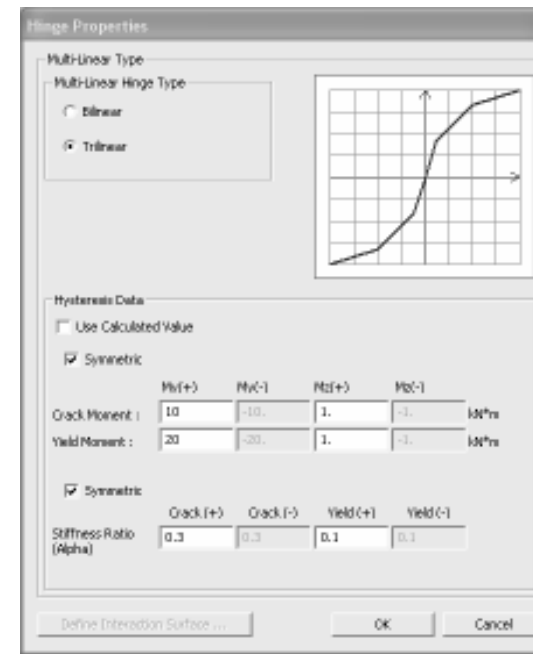 Hinge Properties
Multi-Linear Type
Multi-Linear Hinge Type
Bilinear
Trilinear
Hysteresis Data
Use Calculated Value
Symmetric
My(+) My(-) Mz(+) Mz(-)
Crack Moment : 10 -10. 1. -1. kN*m
Yield Moment : 20 -20. 1. -1. kN*m
Symmetric
Crack (+) Crack (-) Yield (+) Yield (-)
Stiffness Ratio
(Alpha) 0.3 0.3 0.1 0.1
Define Interaction Surface ... OK Cancel